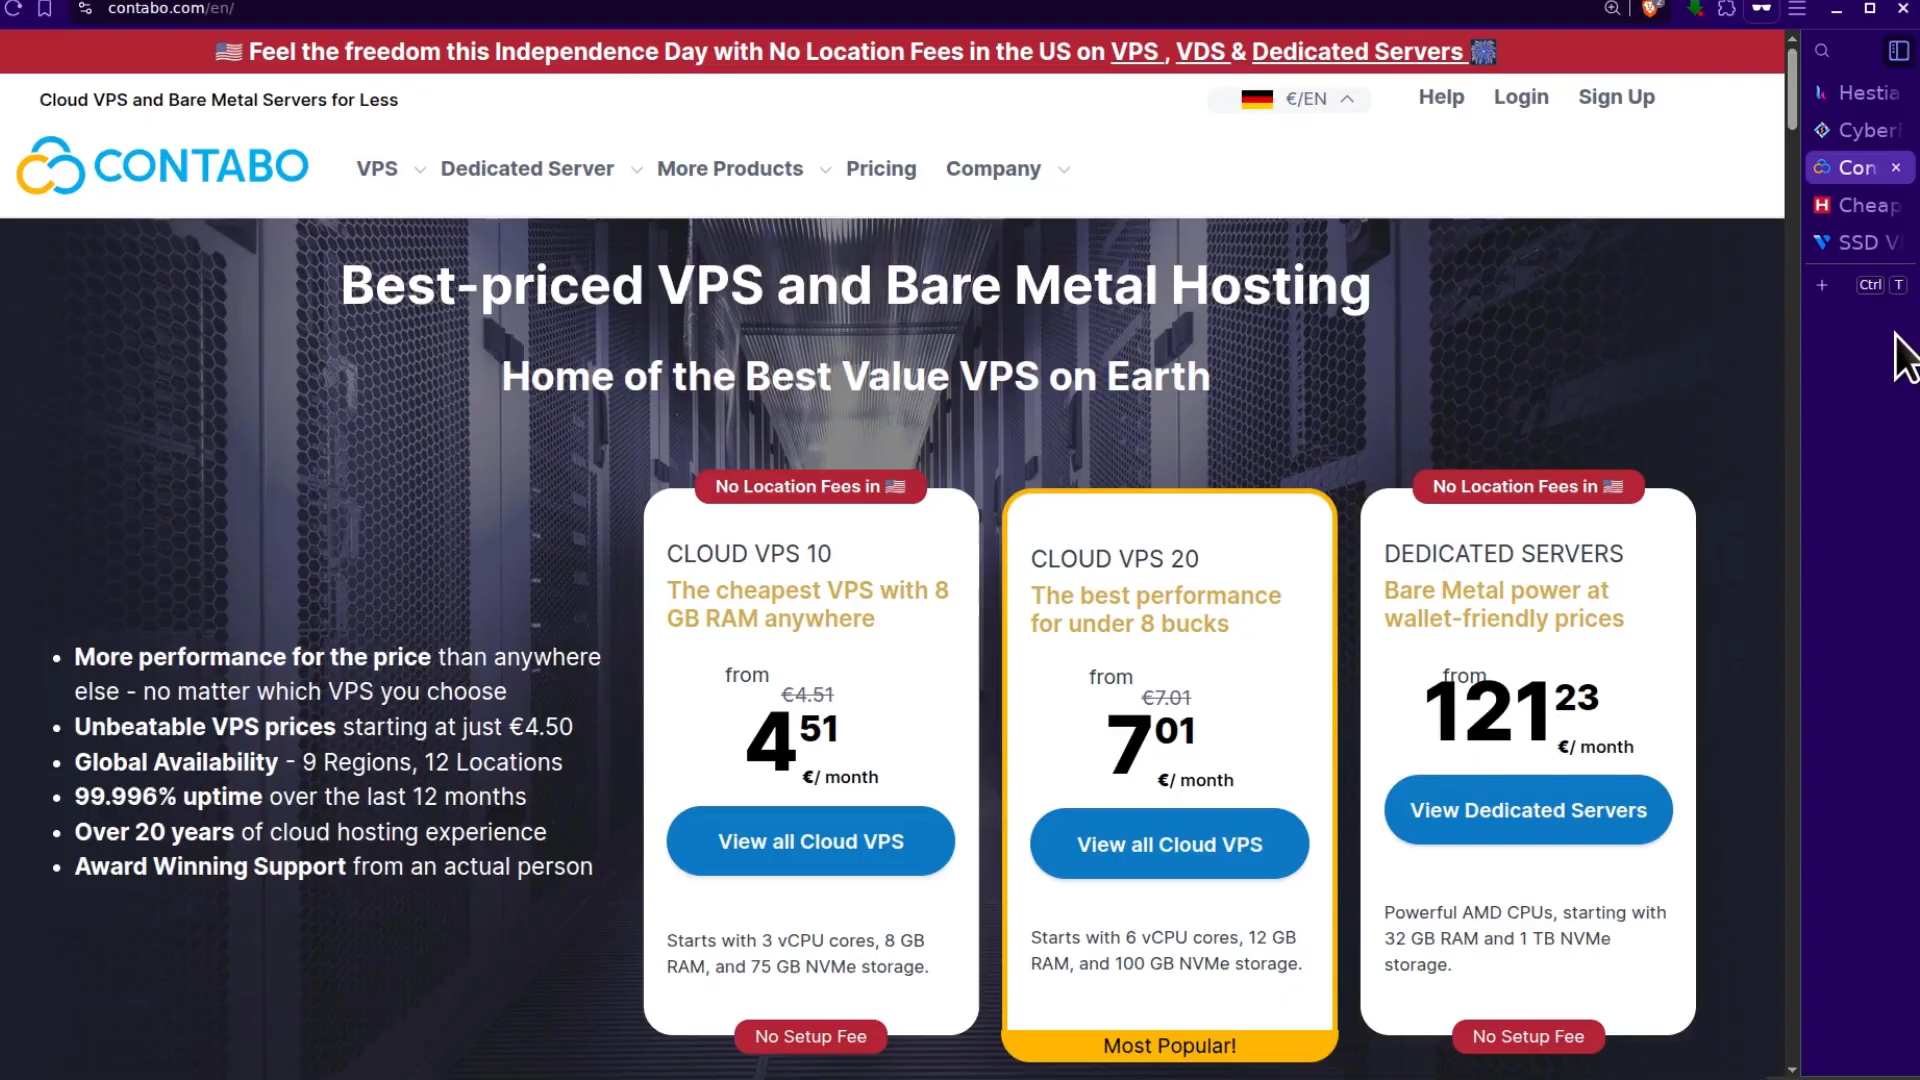 contabo.com/en/
Feel the freedom this Independence Day with No Location Fees in the US on VPS , VDS & Dedicated Servers
Cloud VPS and Bare Metal Servers for Less
€/EN
Help
Login
Sign Up
CONTABO
VPS
Dedicated Server
More Products
Pricing
Company
Best-priced VPS and Bare Metal Hosting
Home of the Best Value VPS on Earth
• More performance for the price than anywhere
else - no matter which VPS you choose
• Unbeatable VPS prices starting at just €4.50
• Global Availability - 9 Regions, 12 Locations
• 99.996% uptime over the last 12 months
• Over 20 years of cloud hosting experience
• Award Winning Support from an actual person
No Location Fees in
CLOUD VPS 10
The cheapest VPS with 8
GB RAM anywhere
from
€4.51
4 51
€/ month
View all Cloud VPS
Starts with 3 vCPU cores, 8 GB
RAM, and 75 GB NVMe storage.
No Setup Fee
CLOUD VPS 20
The best performance
for under 8 bucks
from
€7.01
7 01
€/ month
View all Cloud VPS
Starts with 6 vCPU cores, 12 GB
RAM, and 100 GB NVMe storage.
Most Popular!
No Location Fees in
DEDICATED SERVERS
Bare Metal power at
wallet-friendly prices
from
121 23
€/ month
View Dedicated Servers
Powerful AMD CPUs, starting with
32 GB RAM and 1 TB NVMe
storage.
No Setup Fee
Hestia
Cyber
Con
Cheap
SSD V
Ctrl T